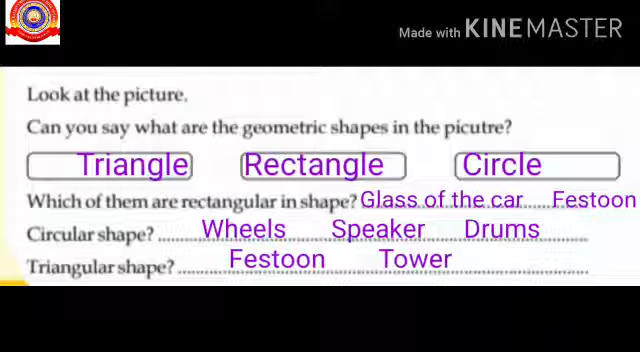 Made with KINEMASTER
Look at the picture.
Can you say what are the geometric shapes in the picutre?
Triangle Rectangle Circle
Which of them are rectangular in shape? Glass of the car Festoon
Circular shape? Wheels Speaker Drums
Triangular shape? Festoon Tower